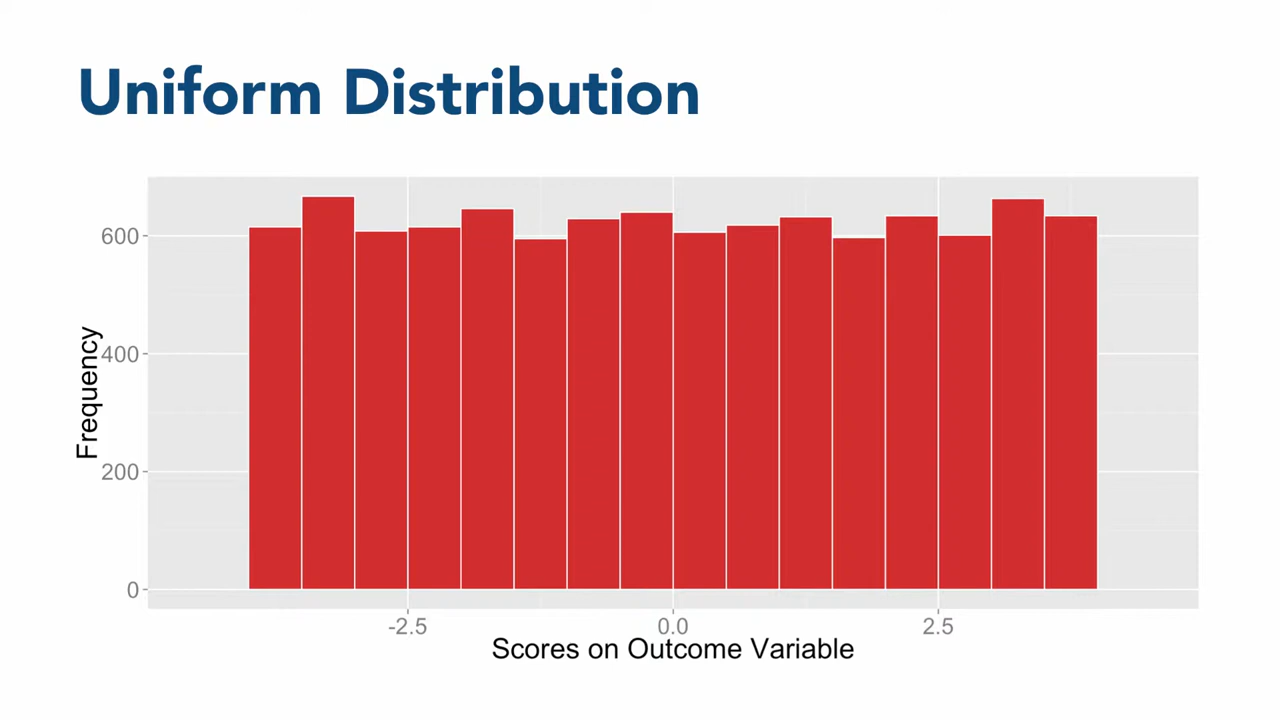 Uniform Distribution
600
400
200
0
Frequency
-2.5 0.0 2.5
Scores on Outcome Variable